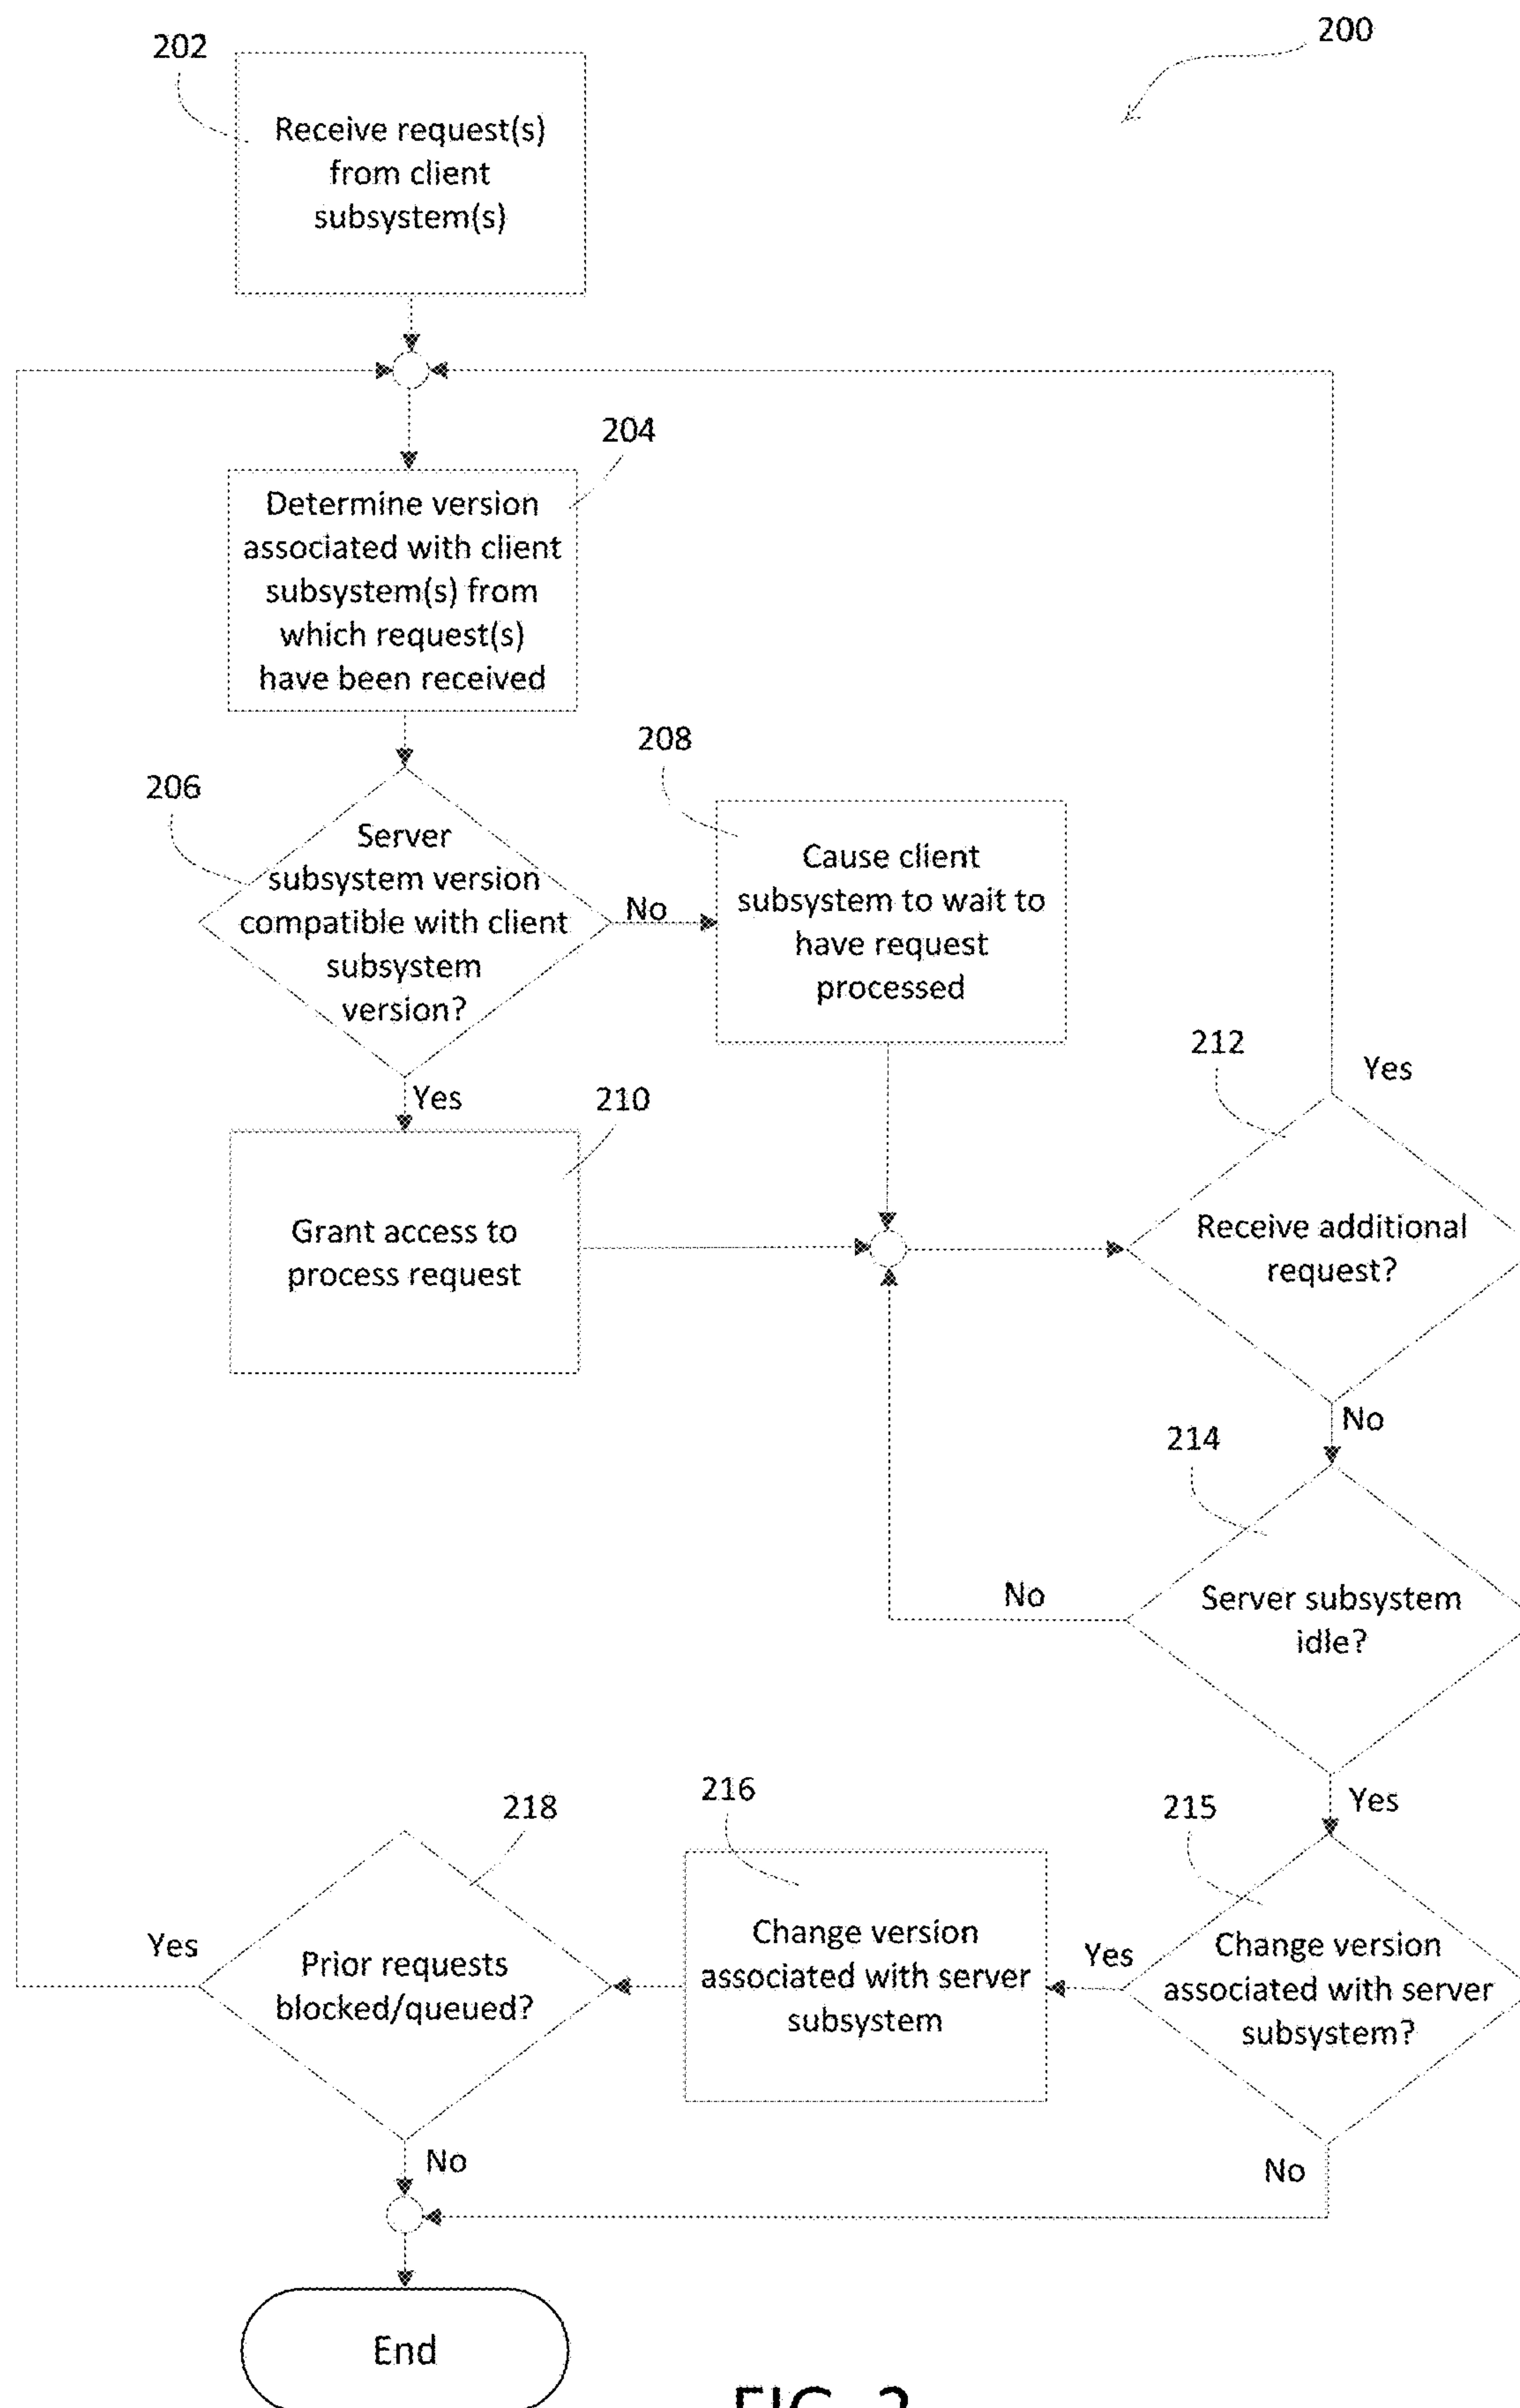 200
202
Receive request(s)
from client
subsystem(s)
204
Determine version
associated with client
subsystem(s) from
which request(s)
have been received
206
Server
subsystem version
compatible with client
subsystem
version?
No
Yes
208
Cause client
subsystem to wait to
have request
processed
210
Grant access to
process request
212
Receive additional
request?
Yes
No
214
Server subsystem
idle?
No
Yes
215
Change version
associated with server
subsystem?
Yes
No
216
Change version
associated with server
subsystem
218
Prior requests
blocked/queued?
Yes
No
End
FIG. 2